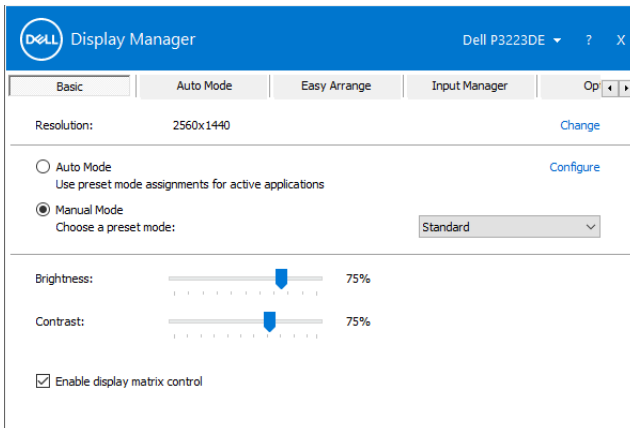 DELL Display Manager Dell P3223DE ? X
Basic Auto Mode Easy Arrange Input Manager Op
Resolution: 2560x1440 Change
Auto Mode Configure
Use preset mode assignments for active applications
Manual Mode
Choose a preset mode: Standard
Brightness: 75%
Contrast: 75%
Enable display matrix control